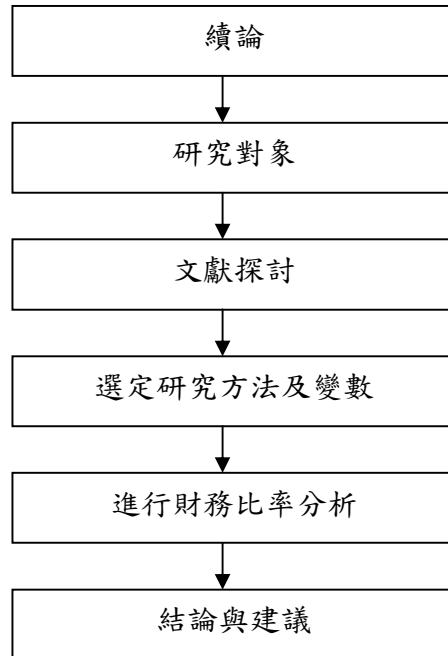 續論
研究對象
文獻探討
選定研究方法及變數
進行財務比率分析
結論與建議